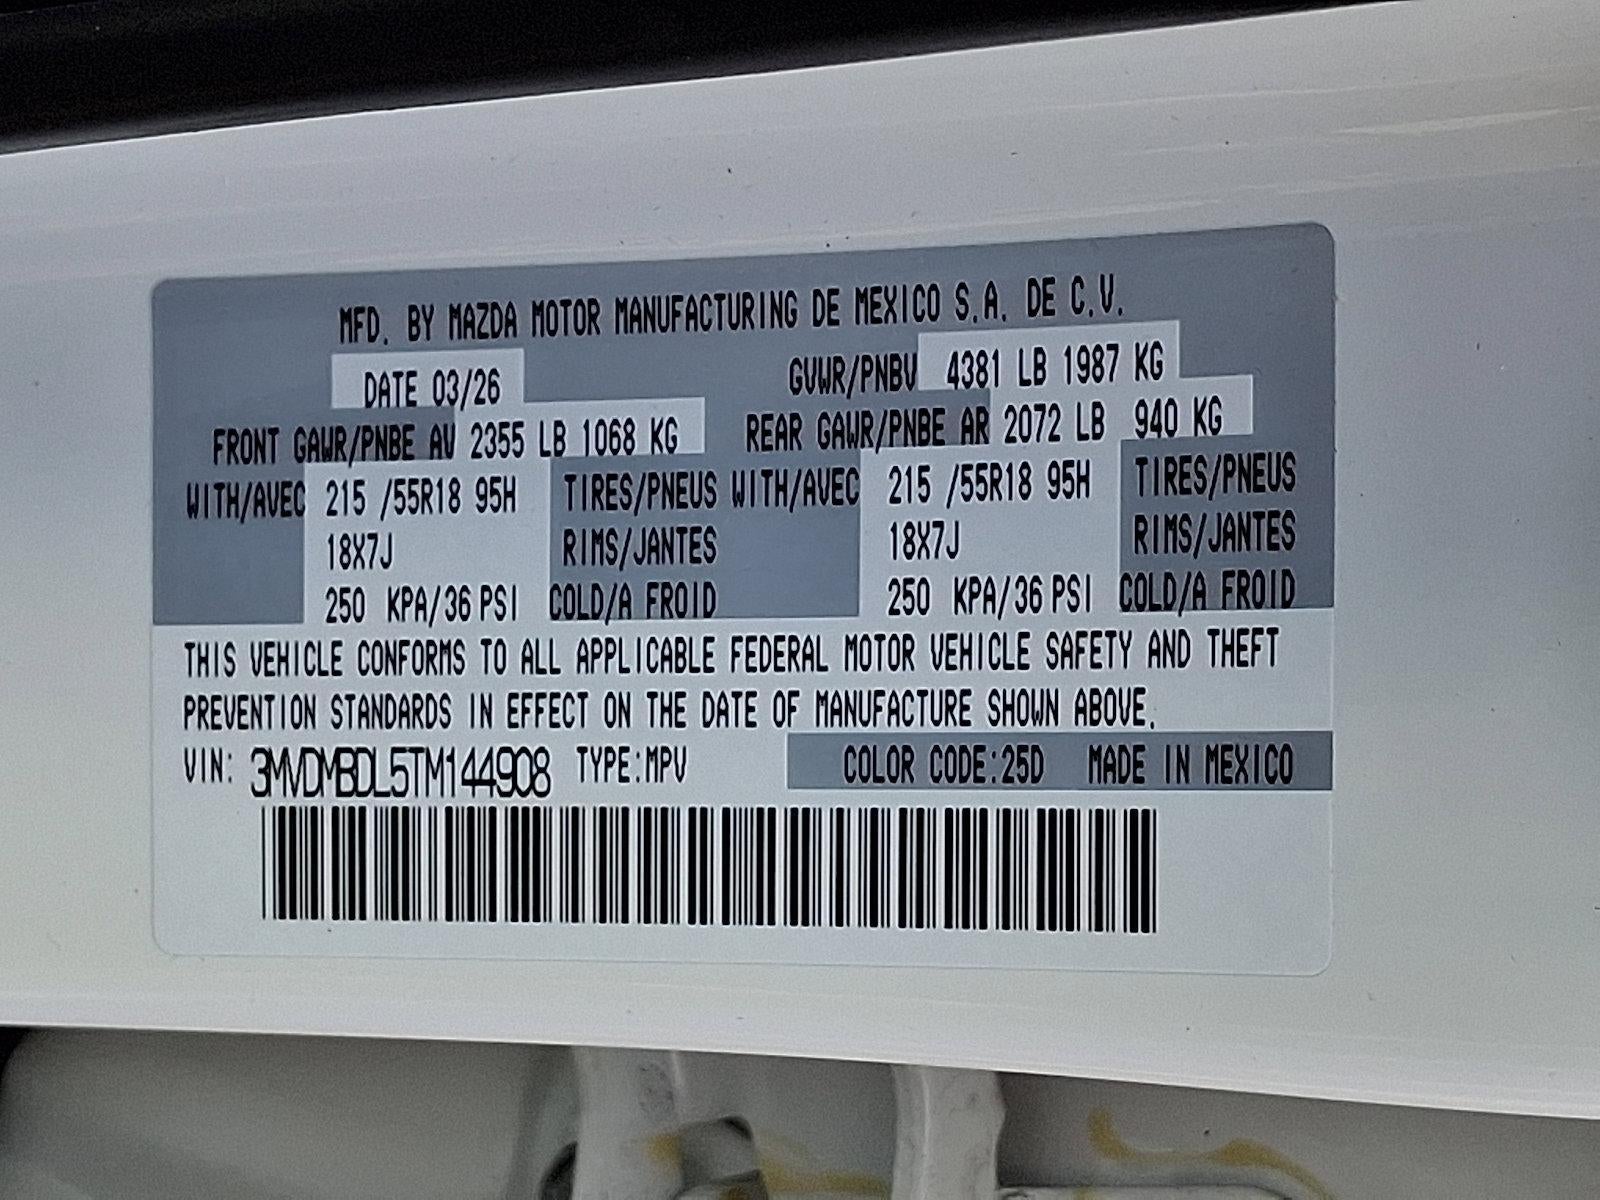 MFD. BY MAZDA MOTOR MANUFACTURING DE MEXICO S.A. DE C.V.
DATE 03/26 GVWR/PNBV 4381 LB 1987 KG
FRONT GAWR/PNBE AV 2355 LB 1068 KG REAR GAWR/PNBE AR 2072 LB 940 KG
WITH/AVEC 215 /55R18 95H TIRES/PNEUS WITH/AVEC 215 /55R18 95H TIRES/PNEUS
18X7J RIMS/JANTES 18X7J RIMS/JANTES
250 KPA/36 PSI COLD/A FROID 250 KPA/36 PSI COLD/A FROID
THIS VEHICLE CONFORMS TO ALL APPLICABLE FEDERAL MOTOR VEHICLE SAFETY AND THEFT
PREVENTION STANDARDS IN EFFECT ON THE DATE OF MANUFACTURE SHOWN ABOVE.
VIN: 3MVDMBDL5TM144908 TYPE:MPV COLOR CODE:25D MADE IN MEXICO